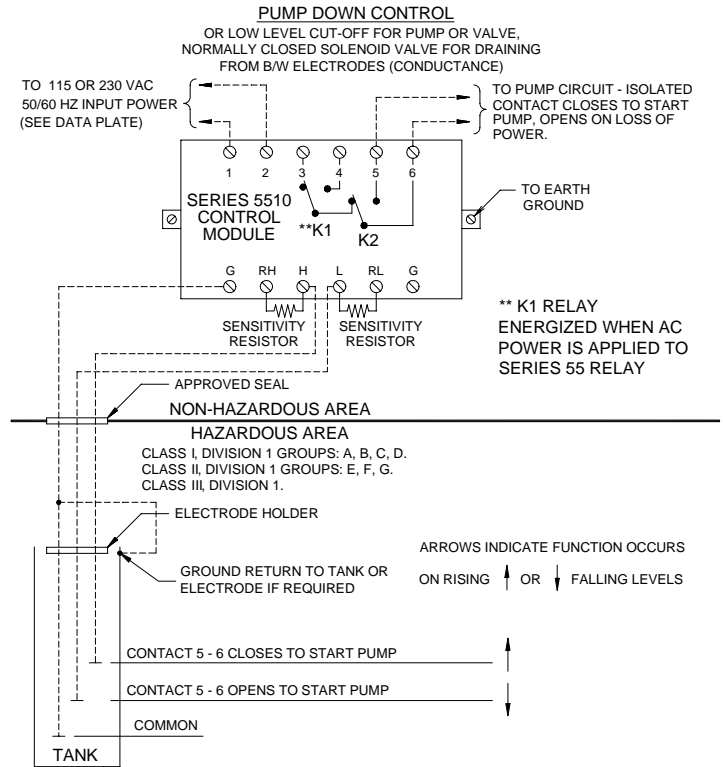 PUMP DOWN CONTROL
OR LOW LEVEL CUT-OFF FOR PUMP OR VALVE,
NORMALLY CLOSED SOLENOID VALVE FOR DRAINING
FROM B/W ELECTRODES (CONDUCTANCE)
TO 115 OR 230 VAC
50/60 HZ INPUT POWER
(SEE DATA PLATE)
TO PUMP CIRCUIT - ISOLATED
CONTACT CLOSES TO START
PUMP, OPENS ON LOSS OF
POWER.
1 2 3 4 5 6
SERIES 5510
CONTROL
MODULE
**K1
K2
TO EARTH
GROUND
G RH H L RL G
SENSITIVITY
RESISTOR
SENSITIVITY
RESISTOR
** K1 RELAY
ENERGIZED WHEN AC
POWER IS APPLIED TO
SERIES 55 RELAY
APPROVED SEAL
NON-HAZARDOUS AREA
HAZARDOUS AREA
CLASS I, DIVISION 1 GROUPS: A, B, C, D.
CLASS II, DIVISION 1 GROUPS: E, F, G.
CLASS III, DIVISION 1.
ELECTRODE HOLDER
GROUND RETURN TO TANK OR
ELECTRODE IF REQUIRED
ARROWS INDICATE FUNCTION OCCURS
ON RISING OR FALLING LEVELS
CONTACT 5 - 6 CLOSES TO START PUMP
CONTACT 5 - 6 OPENS TO START PUMP
COMMON
TANK